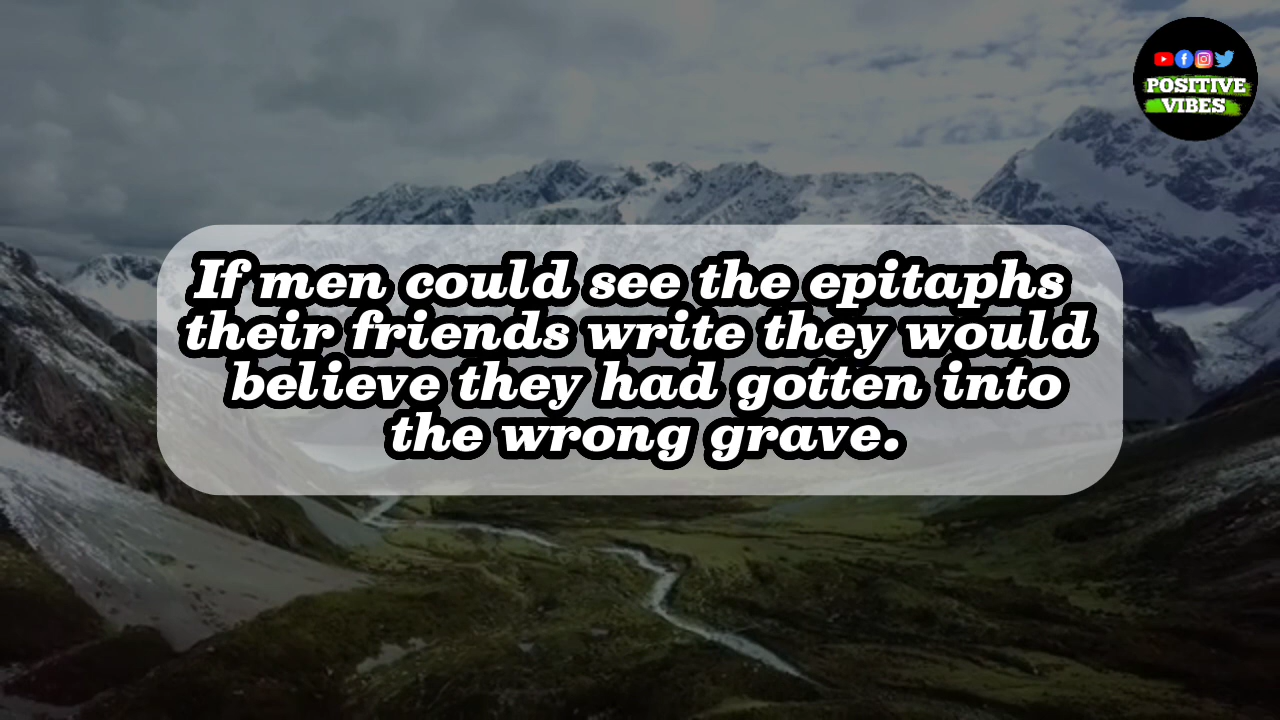 POSITIVE
VIBES
If men could see the epitaphs
their friends write they would
believe they had gotten into
the wrong grave.